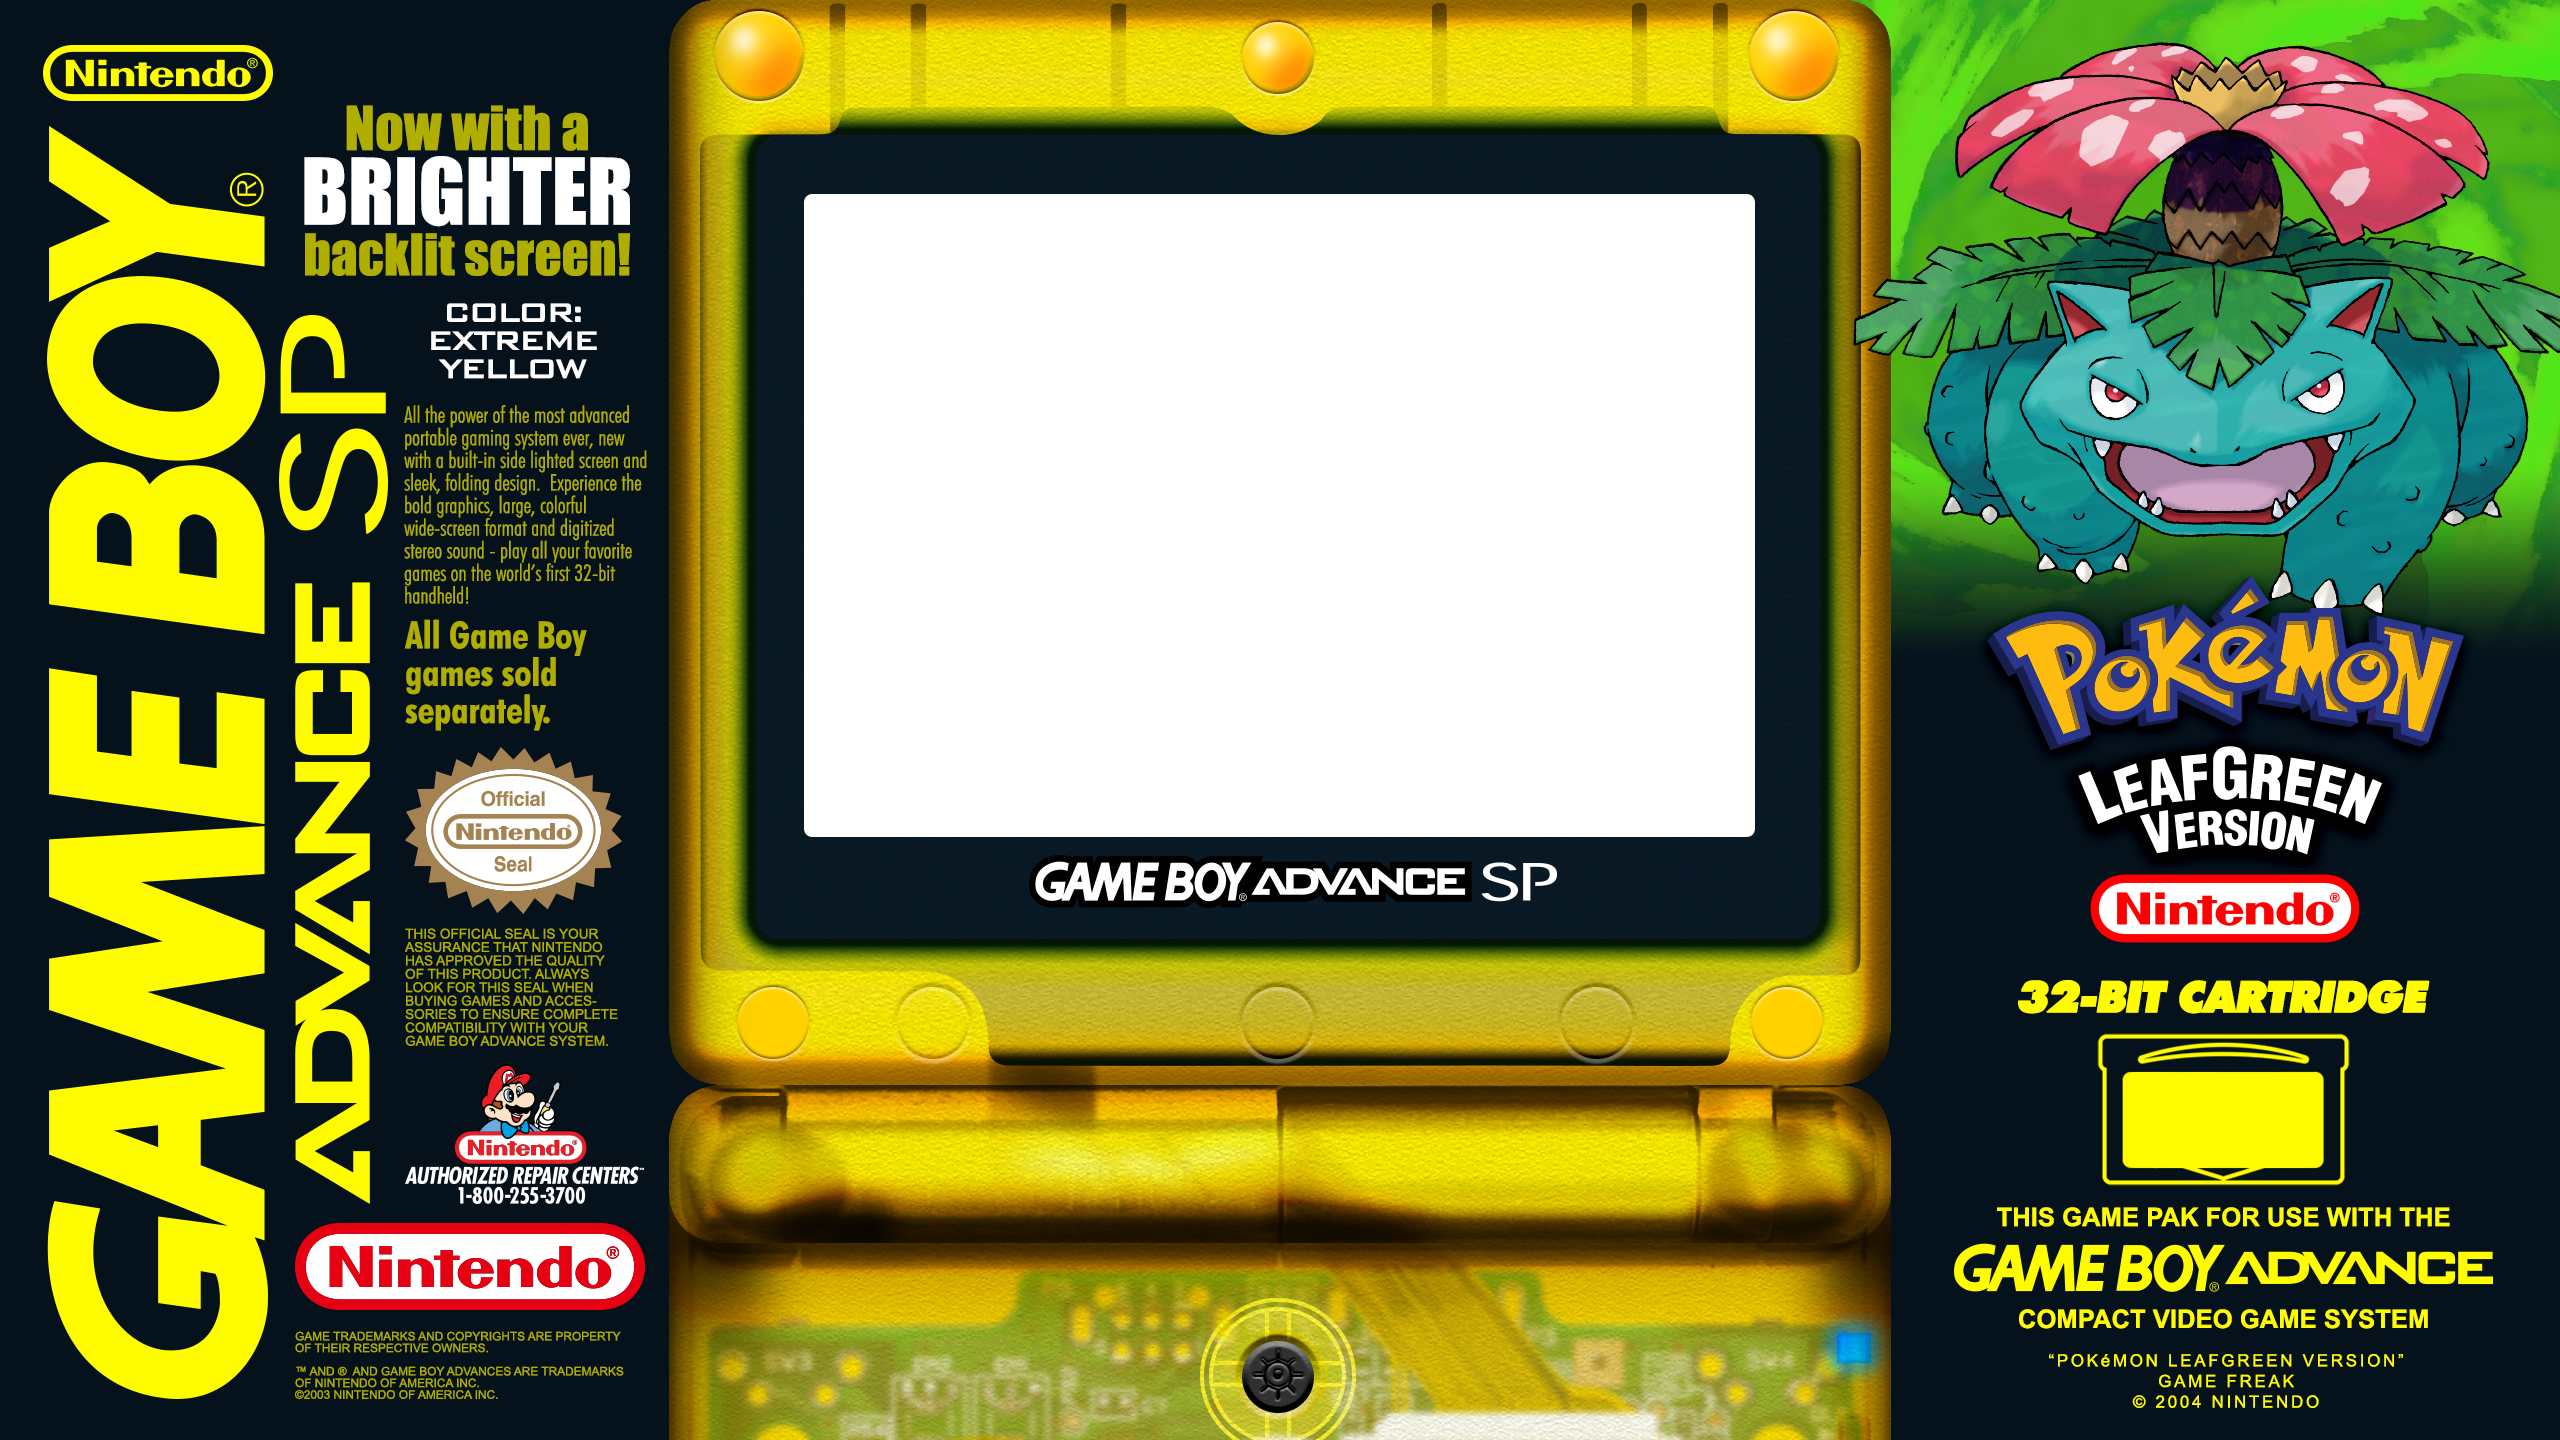 Nintendo®
GAME BOY®
ADVANCE SP
Now with a
BRIGHTER
backlit screen!
COLOR:
EXTREME
YELLOW
All the power of the most advanced
portable gaming system ever, new
with a built-in side lighted screen and
sleek, folding design. Experience the
bold graphics, large, colorful
wide-screen format and digitized
stereo sound - play all your favorite
games on the world's first 32-bit
handheld!
All Game Boy
games sold
separately.
Official
Nintendo
Seal
THIS OFFICIAL SEAL IS YOUR
ASSURANCE THAT NINTENDO
HAS APPROVED THE QUALITY
OF THIS PRODUCT. ALWAYS
LOOK FOR THIS SEAL WHEN
BUYING GAMES AND ACCES-
SORIES TO ENSURE COMPLETE
COMPATIBILITY WITH YOUR
GAME BOY ADVANCE SYSTEM.
M
Nintendo®
AUTHORIZED REPAIR CENTERS™
1-800-255-3700
Nintendo®
GAME TRADEMARKS AND COPYRIGHTS ARE PROPERTY
OF THEIR RESPECTIVE OWNERS.
™ AND ® AND GAME BOY ADVANCES ARE TRADEMARKS
OF NINTENDO OF AMERICA INC.
©2003 NINTENDO OF AMERICA INC.
GAME BOY® ADVANCE SP
POKéMON
LEAFGREEN
VERSION
Nintendo®
32-BIT CARTRIDGE
THIS GAME PAK FOR USE WITH THE
GAME BOY® ADVANCE
COMPACT VIDEO GAME SYSTEM
“POKéMON LEAFGREEN VERSION”
GAME FREAK
© 2004 NINTENDO